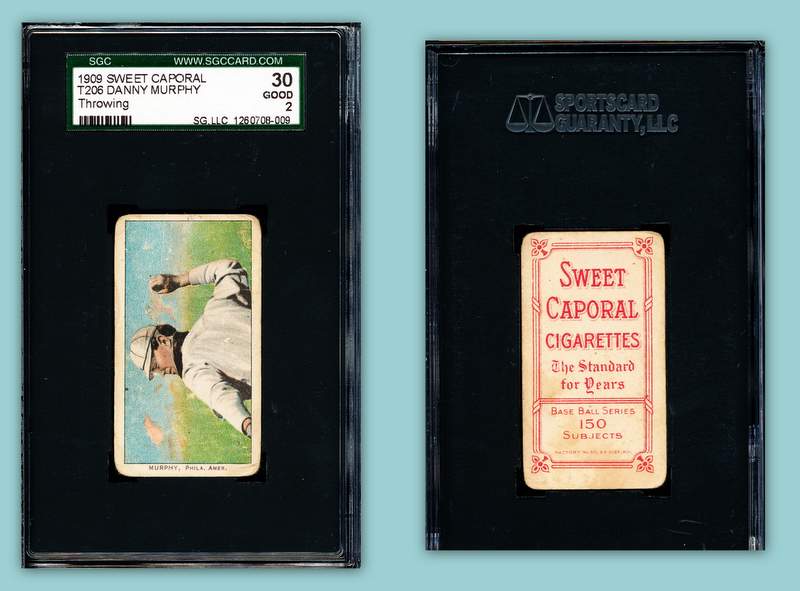 SGC WWW.SGCCARD.COM
1909 SWEET CAPORAL 30
T206 DANNY MURPHY GOOD
Throwing 2
SG, LLC 1260708-009
MURPHY, PHILA. AMER.
SPORTSCARD
GUARANTY, LLC
SWEET
CAPORAL
CIGARETTES
The Standard
for Years
BASE BALL SERIES
150
SUBJECTS